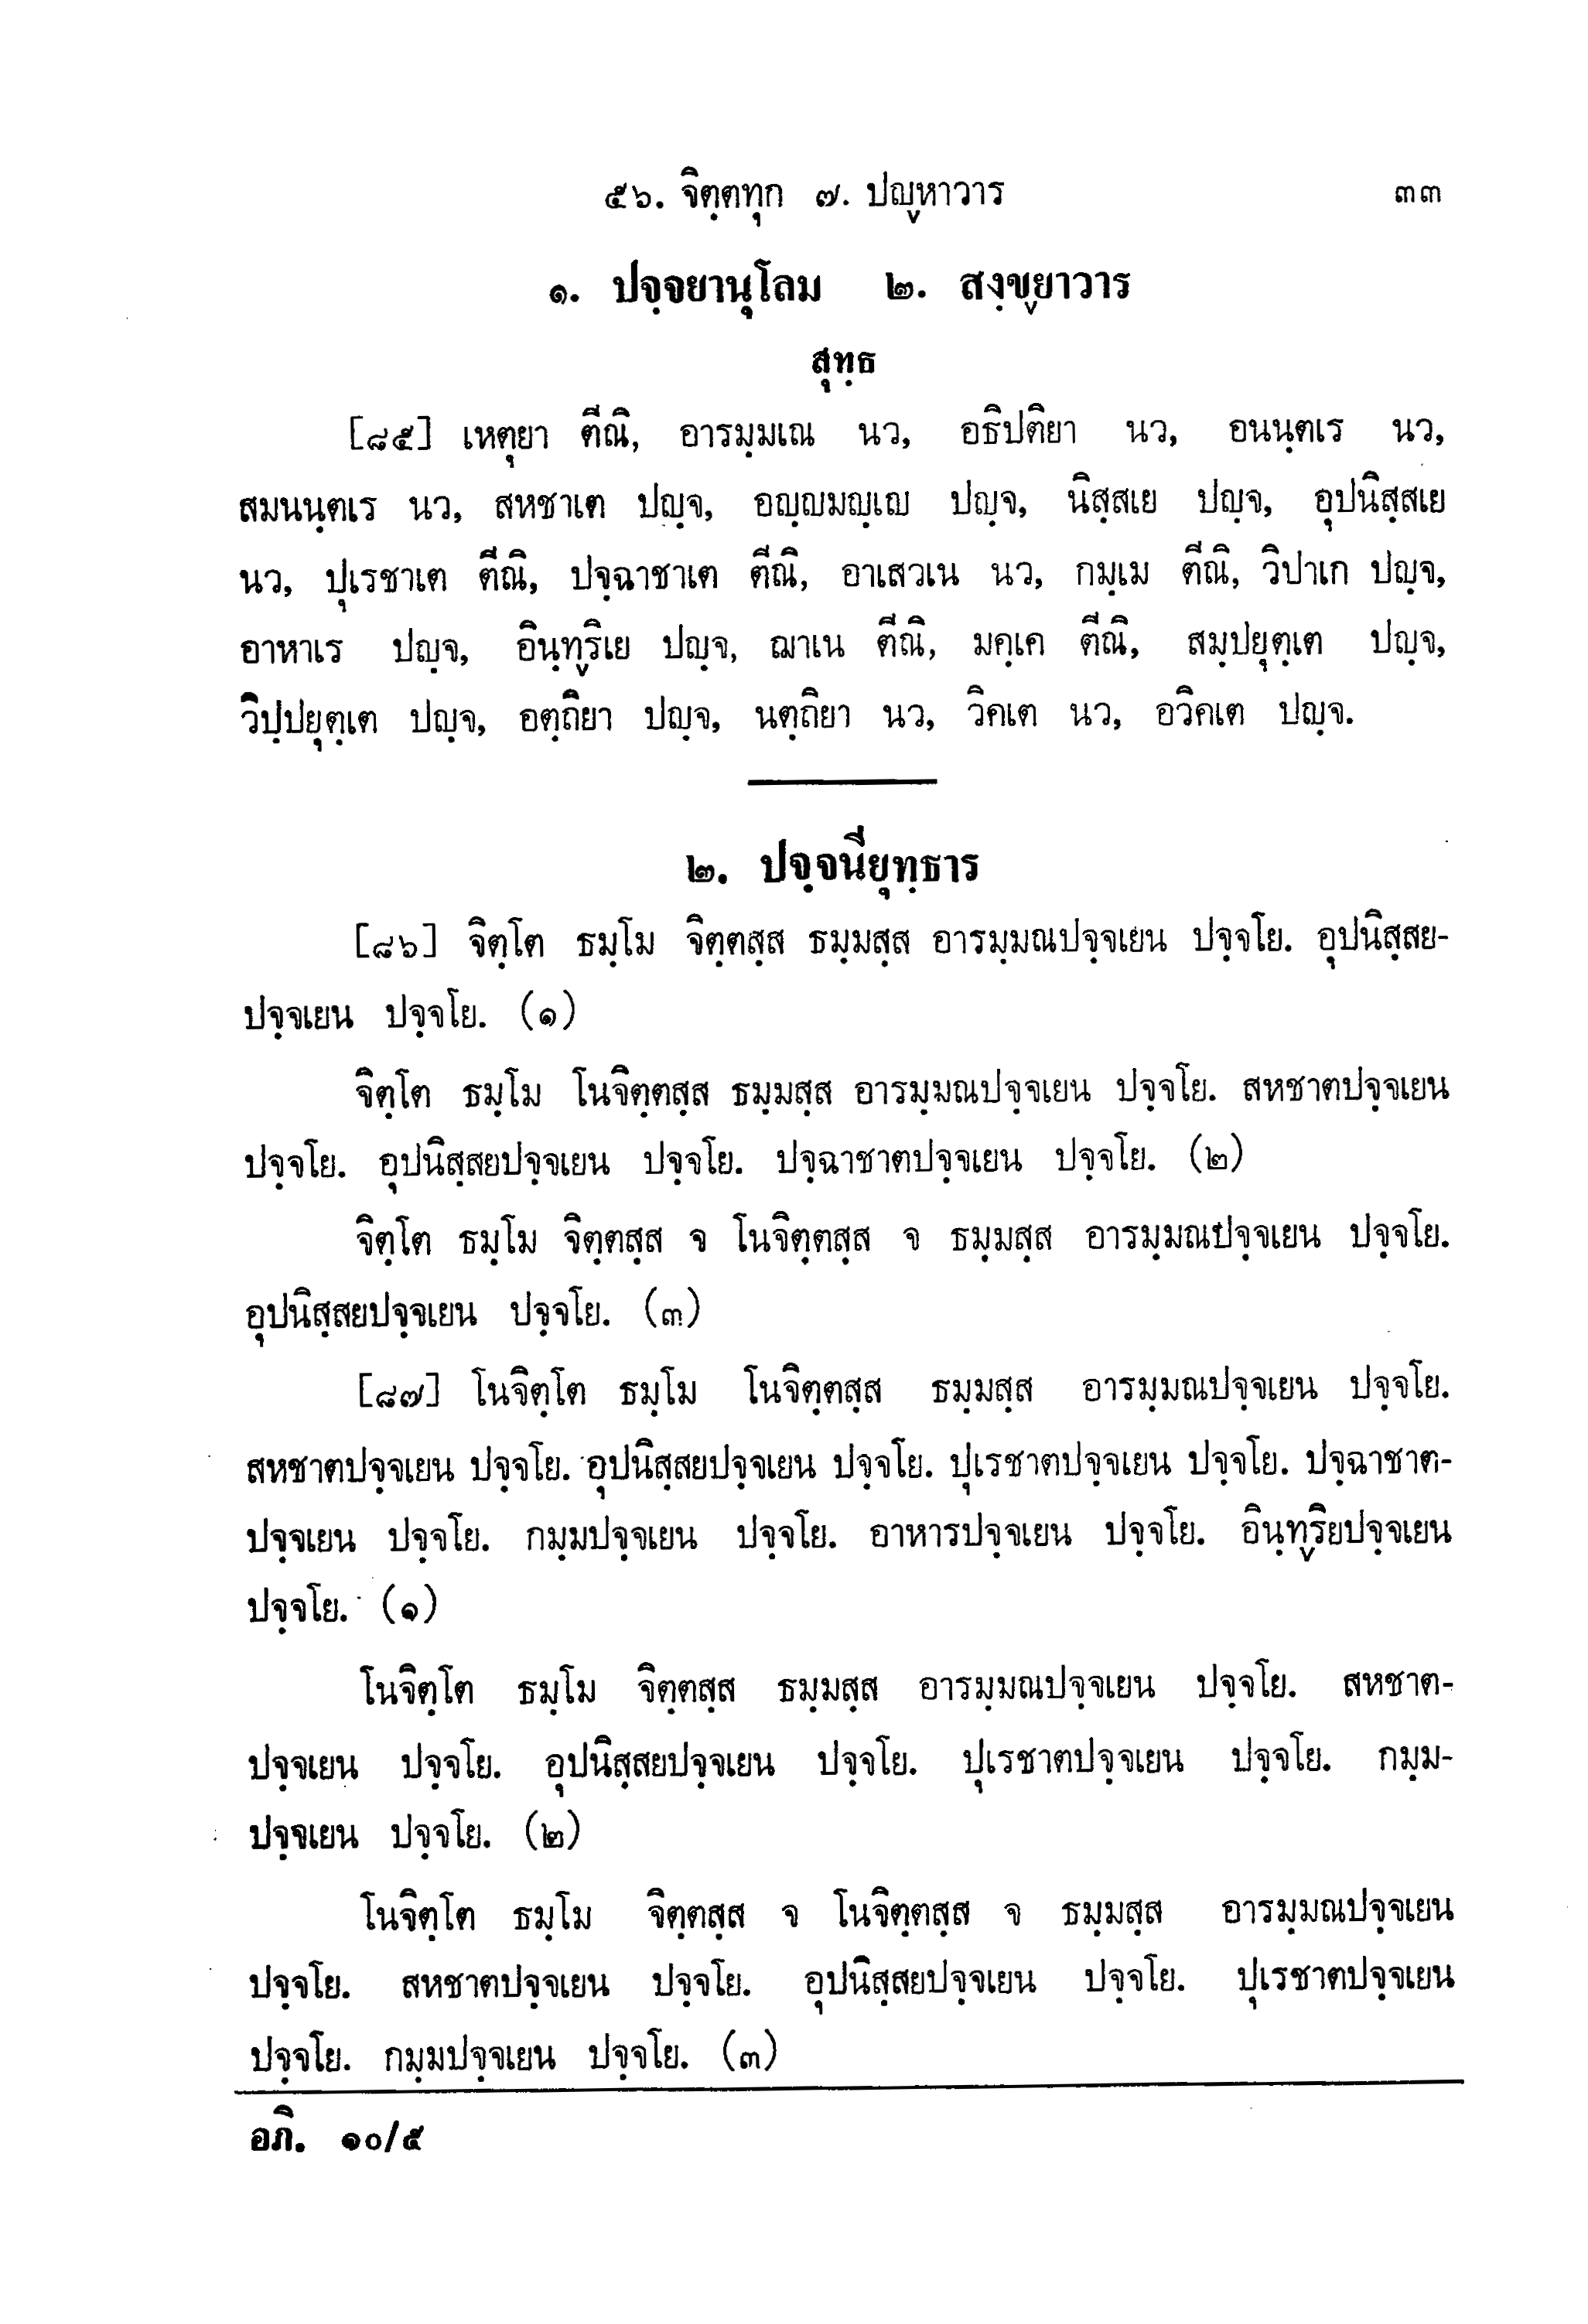 ๕๖. จิตฺตทุก ๗. ปญฺหาวาร ๓๓
๑. ปจฺจยานุโลม ๒. สงฺขฺยาวาร
สุทฺธ
[๘๕] เหตุยา ตีณิ, อารมฺมเณ นว, อธิปติยา นว, อนนฺตเร นว,
สมนนฺตเร นว, สหชาเต ปญฺจ, อญฺญมญฺเญ ปญฺจ, นิสฺสเย ปญฺจ, อุปนิสฺสเย
นว, ปุเรชาเต ตีณิ, ปจฺฉาชาเต ตีณิ, อาเสวเน นว, กมฺเม ตีณิ, วิปาเก ปญฺจ,
อาหาเร ปญฺจ, อินฺทฺริเย ปญฺจ, ฌาเน ตีณิ, มคฺเค ตีณิ, สมฺปยุตฺเต ปญฺจ,
วิปฺปยุตฺเต ปญฺจ, อตฺถิยา ปญฺจ, นตฺถิยา นว, วิคเต นว, อวิคเต ปญฺจ.
๒. ปจฺจนียุทฺธาร
[๘๖] จิตฺโต ธมฺโม จิตฺตสฺส ธมฺมสฺส อารมฺมณปจฺจเยน ปจฺจโย. อุปนิสฺสย-
ปจฺจเยน ปจฺจโย. (๑)
จิตฺโต ธมฺโม โนจิตฺตสฺส ธมฺมสฺส อารมฺมณปจฺจเยน ปจฺจโย. สหชาตปจฺจเยน
ปจฺจโย. อุปนิสฺสยปจฺจเยน ปจฺจโย. ปจฺฉาชาตปจฺจเยน ปจฺจโย. (๒)
จิตฺโต ธมฺโม จิตฺตสฺส จ โนจิตฺตสฺส จ ธมฺมสฺส อารมฺมณปจฺจเยน ปจฺจโย.
อุปนิสฺสยปจฺจเยน ปจฺจโย. (๓)
[๘๗] โนจิตฺโต ธมฺโม โนจิตฺตสฺส ธมฺมสฺส อารมฺมณปจฺจเยน ปจฺจโย.
สหชาตปจฺจเยน ปจฺจโย. อุปนิสฺสยปจฺจเยน ปจฺจโย. ปุเรชาตปจฺจเยน ปจฺจโย. ปจฺฉาชาต-
ปจฺจเยน ปจฺจโย. กมฺมปจฺจเยน ปจฺจโย. อาหารปจฺจเยน ปจฺจโย. อินฺทฺริยปจฺจเยน
ปจฺจโย. (๑)
โนจิตฺโต ธมฺโม จิตฺตสฺส ธมฺมสฺส อารมฺมณปจฺจเยน ปจฺจโย. สหชาต-
ปจฺจเยน ปจฺจโย. อุปนิสฺสยปจฺจเยน ปจฺจโย. ปุเรชาตปจฺจเยน ปจฺจโย. กมฺม-
ปจฺจเยน ปจฺจโย. (๒)
โนจิตฺโต ธมฺโม จิตฺตสฺส จ โนจิตฺตสฺส จ ธมฺมสฺส อารมฺมณปจฺจเยน
ปจฺจโย. สหชาตปจฺจเยน ปจฺจโย. อุปนิสฺสยปจฺจเยน ปจฺจโย. ปุเรชาตปจฺจเยน
ปจฺจโย. กมฺมปจฺจเยน ปจฺจโย. (๓)
อภิ. ๑๐/๕